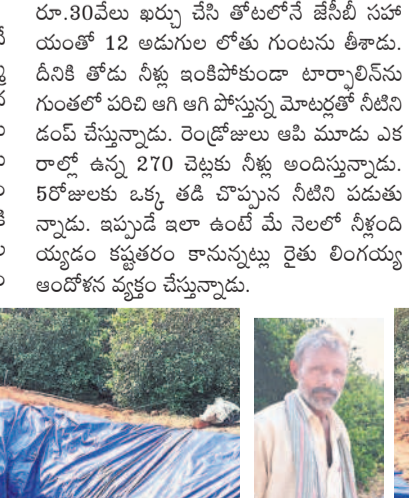 రూ.30వేలు ఖర్చు చేసి తోటలోనే జేసీబీ సహా
యంతో 12 అడుగుల లోతు గుంటను తీశాడు.
దీనికి తోడు నీళ్లు ఇంకిపోకుండా టార్ఫాలిన్‌ను
గుంతలో పరిచి ఆగి ఆగి పోస్తున్న మోటర్లతో నీటిని
డంప్ చేస్తున్నాడు. రెండ్రోజులు ఆపి మూడు ఎక
రాల్లో ఉన్న 270 చెట్లకు నీళ్లు అందిస్తున్నాడు.
5రోజులకు ఒక్క తడి చొప్పున నీటిని పడుతు
న్నాడు. ఇప్పుడే ఇలా ఉంటే మే నెలలో నీళ్లంది
య్యడం కష్టతరం కానున్నట్లు రైతు లింగయ్య
ఆందోళన వ్యక్తం చేస్తున్నాడు.